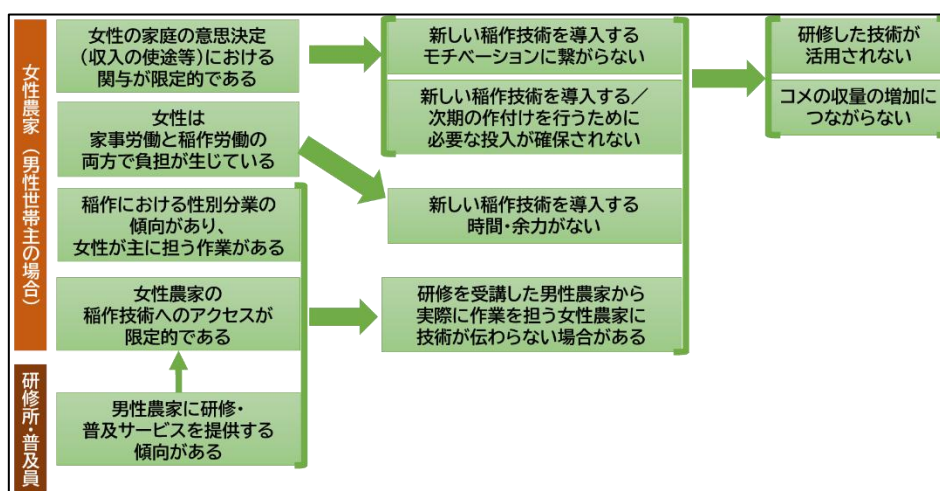 女性農家（男性世帯主の場合）
女性の家庭の意思決定
（収入の使途等）における
関与が限定的である
女性は
家事労働と稲作労働の
両方で負担が生じている
稲作における性別分業の
傾向があり、
女性が主に担う作業がある
女性農家の
稲作技術へのアクセスが
限定的である
研修所・普及員
男性農家に研修・
普及サービスを提供する
傾向がある
新しい稲作技術を導入する
モチベーションに繋がらない
新しい稲作技術を導入する／
次期の作付けを行うために
必要な投入が確保されない
新しい稲作技術を導入する
時間・余力がない
研修を受講した男性農家から
実際に作業を担う女性農家に
技術が伝わらない場合がある
研修した技術が
活用されない
コメの収量の増加に
つながらない